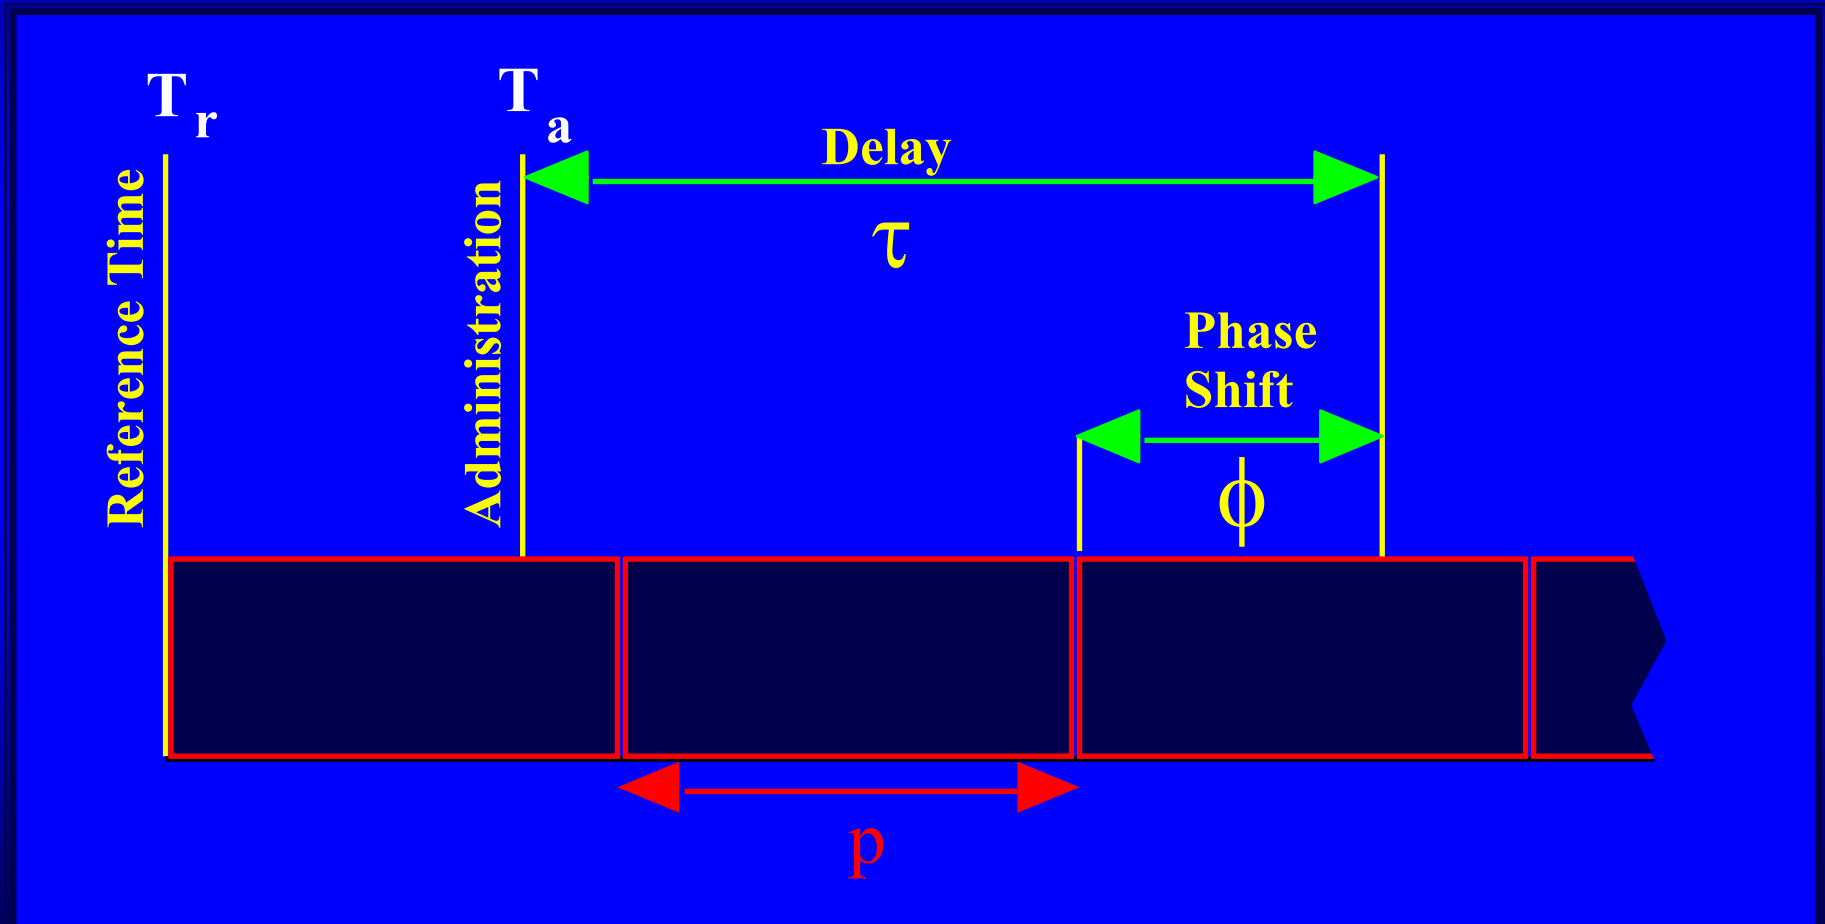 T r
T a
Reference Time
Administration
Delay
τ
Phase
Shift
ϕ
p